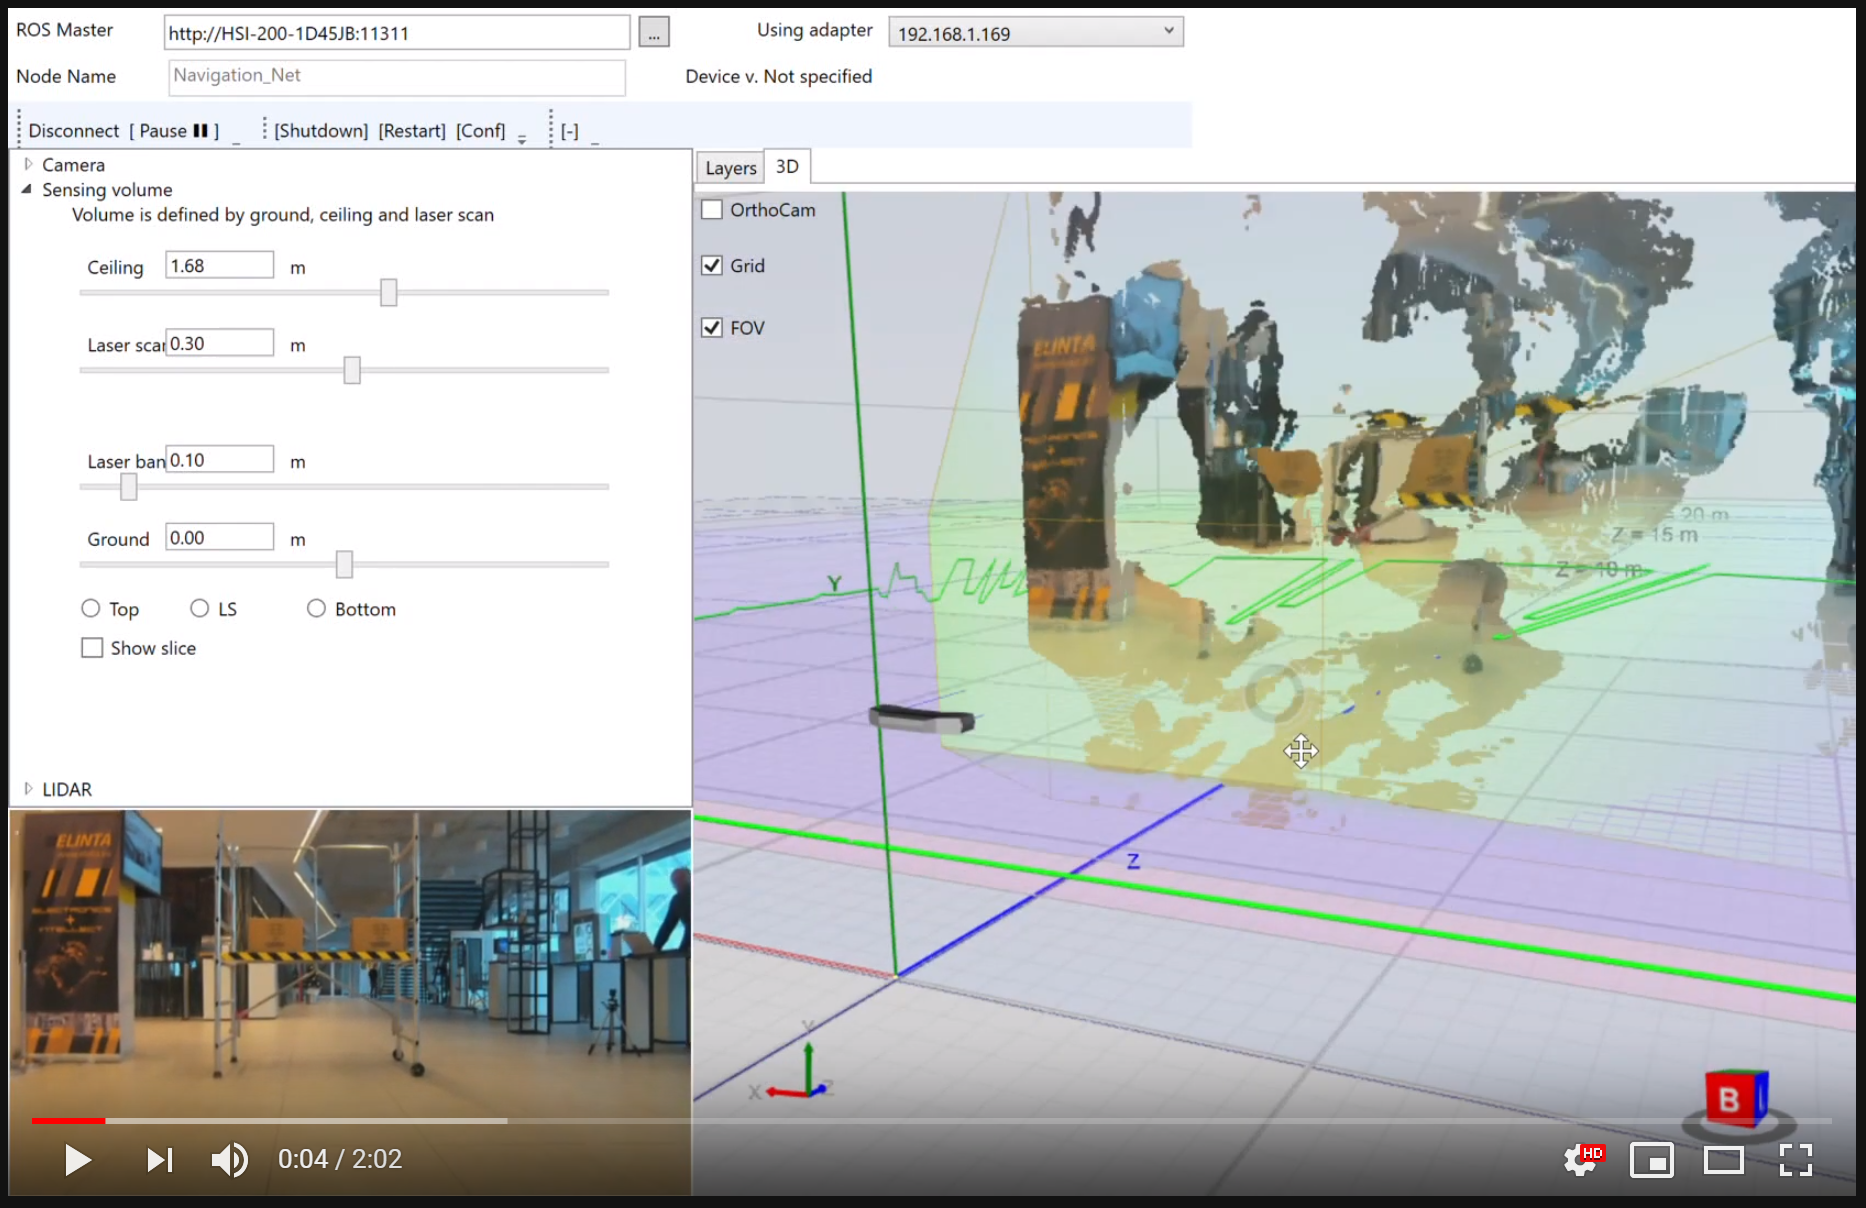 ROS Master
http://HSI-200-1D45JB:11311
...
Using adapter
192.168.1.169
Node Name
Navigation_Net
Device v. Not specified
Disconnect [ Pause ] [Shutdown] [Restart] [Conf] [-]
Camera
Sensing volume
Volume is defined by ground, ceiling and laser scan
Ceiling 1.68 m
Laser scan 0.30 m
Laser ban 0.10 m
Ground 0.00 m
Top LS Bottom
Show slice
LIDAR
Layers 3D
OrthoCam
Grid
FOV
ELINTA
Y
= 20 m
Z = 15 m
Z = 10 m
Z
Y
X Z
B
ELINTA
ELECTRONICS
+
INTELLECT
0:04 / 2:02
HD